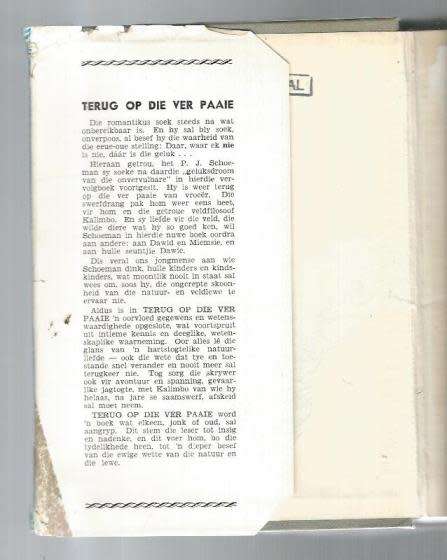 TERUG OP DIE VER PAAIE
Die romantikus soek steeds na wat
onbereikbaar is. En hy sal bly soek,
onverpoos, al besef hy die waarheid van
die eeue-oue stelling: Daar, waar ek nie
is nie, dáár is die geluk . . .
Hieraan getrou, het P. J. Schoe-
man sy soeke na daardie „geluksdroom
van die onvervulbare" in hierdie ver-
volgboek voortgesit. Hy is weer terug
op die ver paaie van vroeër. Die
swerfdrang pak hom weer eens beet,
vir hom en die getroue veldfilosoof
Kalimbo. En sy liefde vir die veld, die
wilde diere wat hy so goed ken, wil
Schoeman in hierdie nuwe boek oordra
aan andere: aan Dawid en Miemsie, en
aan hulle seuntjie Dawie.
Dis veral ons jongmense aan wie
Schoeman dink, hulle kinders en kinds-
kinders, wat moontlik nooit in staat sal
wees om, soos hy, die ongerepte skoon-
heid van die natuur- en veldlewe te
ervaar nie.
Aldus is in TERUG OP DIE VER
PAAIE 'n oorvloed gegewens en wetens-
waardighede opgeslote, wat voortspruit
uit intieme kennis en deeglike, weten-
skaplike waarneming. Oor alles lê die
glans van 'n hartstogtelike natuur-
liefde — ook die wete dat tye en toe-
stande snel verander en nooit meer sal
terugkeer nie. Tog sorg die skrywer
ook vir avontuur en spanning, gevaar-
like jagtogte, met Kalimbo van wie hy
helaas, na jare se saamswerf, afskeid
sal moet neem.
TERUG OP DIE VER PAAIE word
'n boek wat elkeen, jonk of oud, sal
aangryp. Dit stem die leser tot insig
en nadenke, en dit voer hom, bo die
tydelikhede heen, tot 'n dieper besef
van die ewige wette van die natuur en
die lewe.
AL